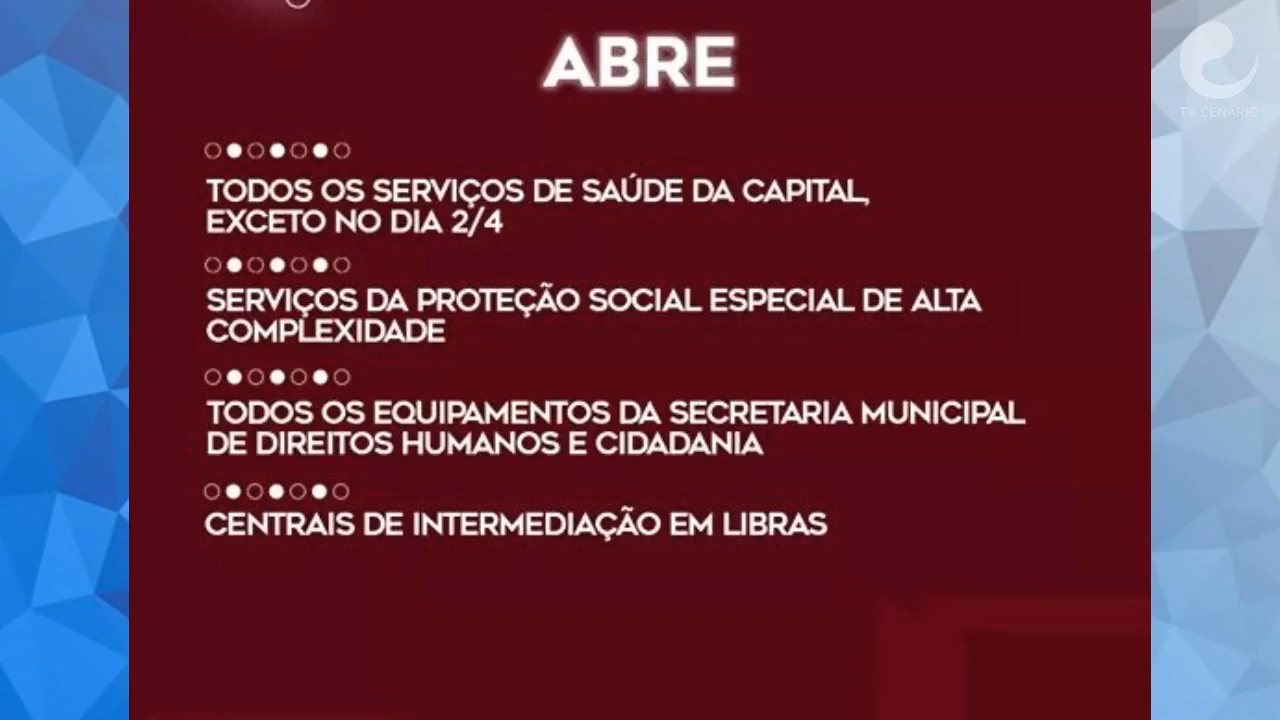 ABRE
TV CENÁRIO
TODOS OS SERVIÇOS DE SAÚDE DA CAPITAL,
EXCETO NO DIA 2/4
SERVIÇOS DA PROTEÇÃO SOCIAL ESPECIAL DE ALTA
COMPLEXIDADE
TODOS OS EQUIPAMENTOS DA SECRETARIA MUNICIPAL
DE DIREITOS HUMANOS E CIDADANIA
CENTRAIS DE INTERMEDIAÇÃO EM LIBRAS